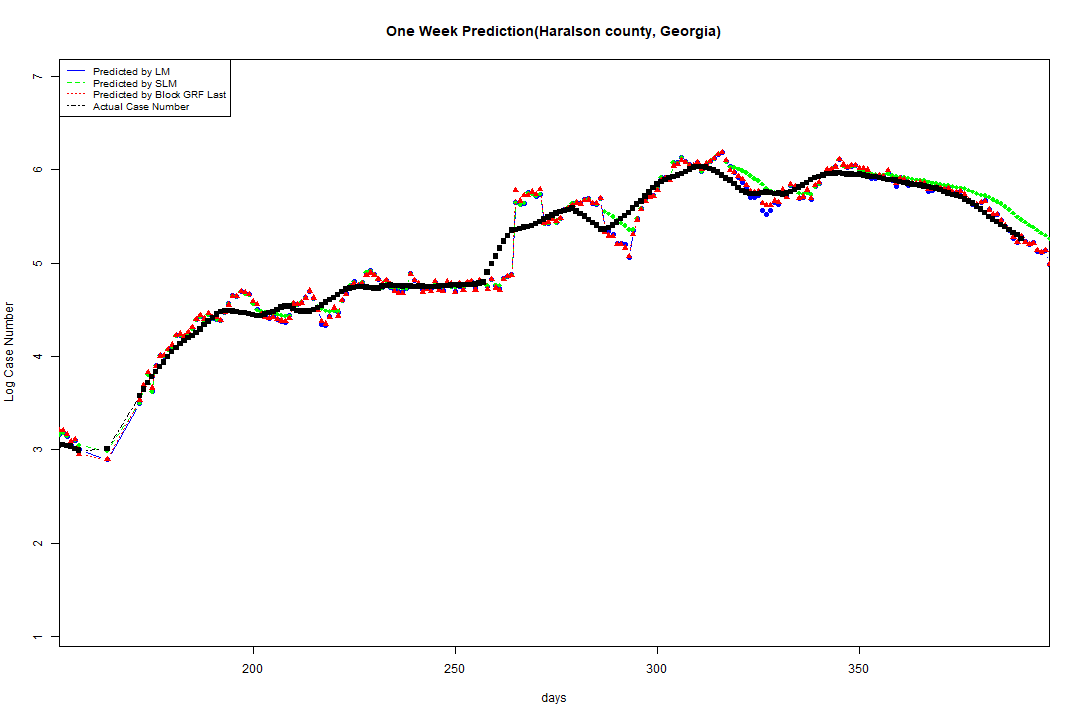 One Week Prediction(Haralson county, Georgia)
Predicted by LM
Predicted by SLM
Predicted by Block GRF Last
Actual Case Number
7
6
5
4
3
2
1
Log Case Number
200 250 300 350
days